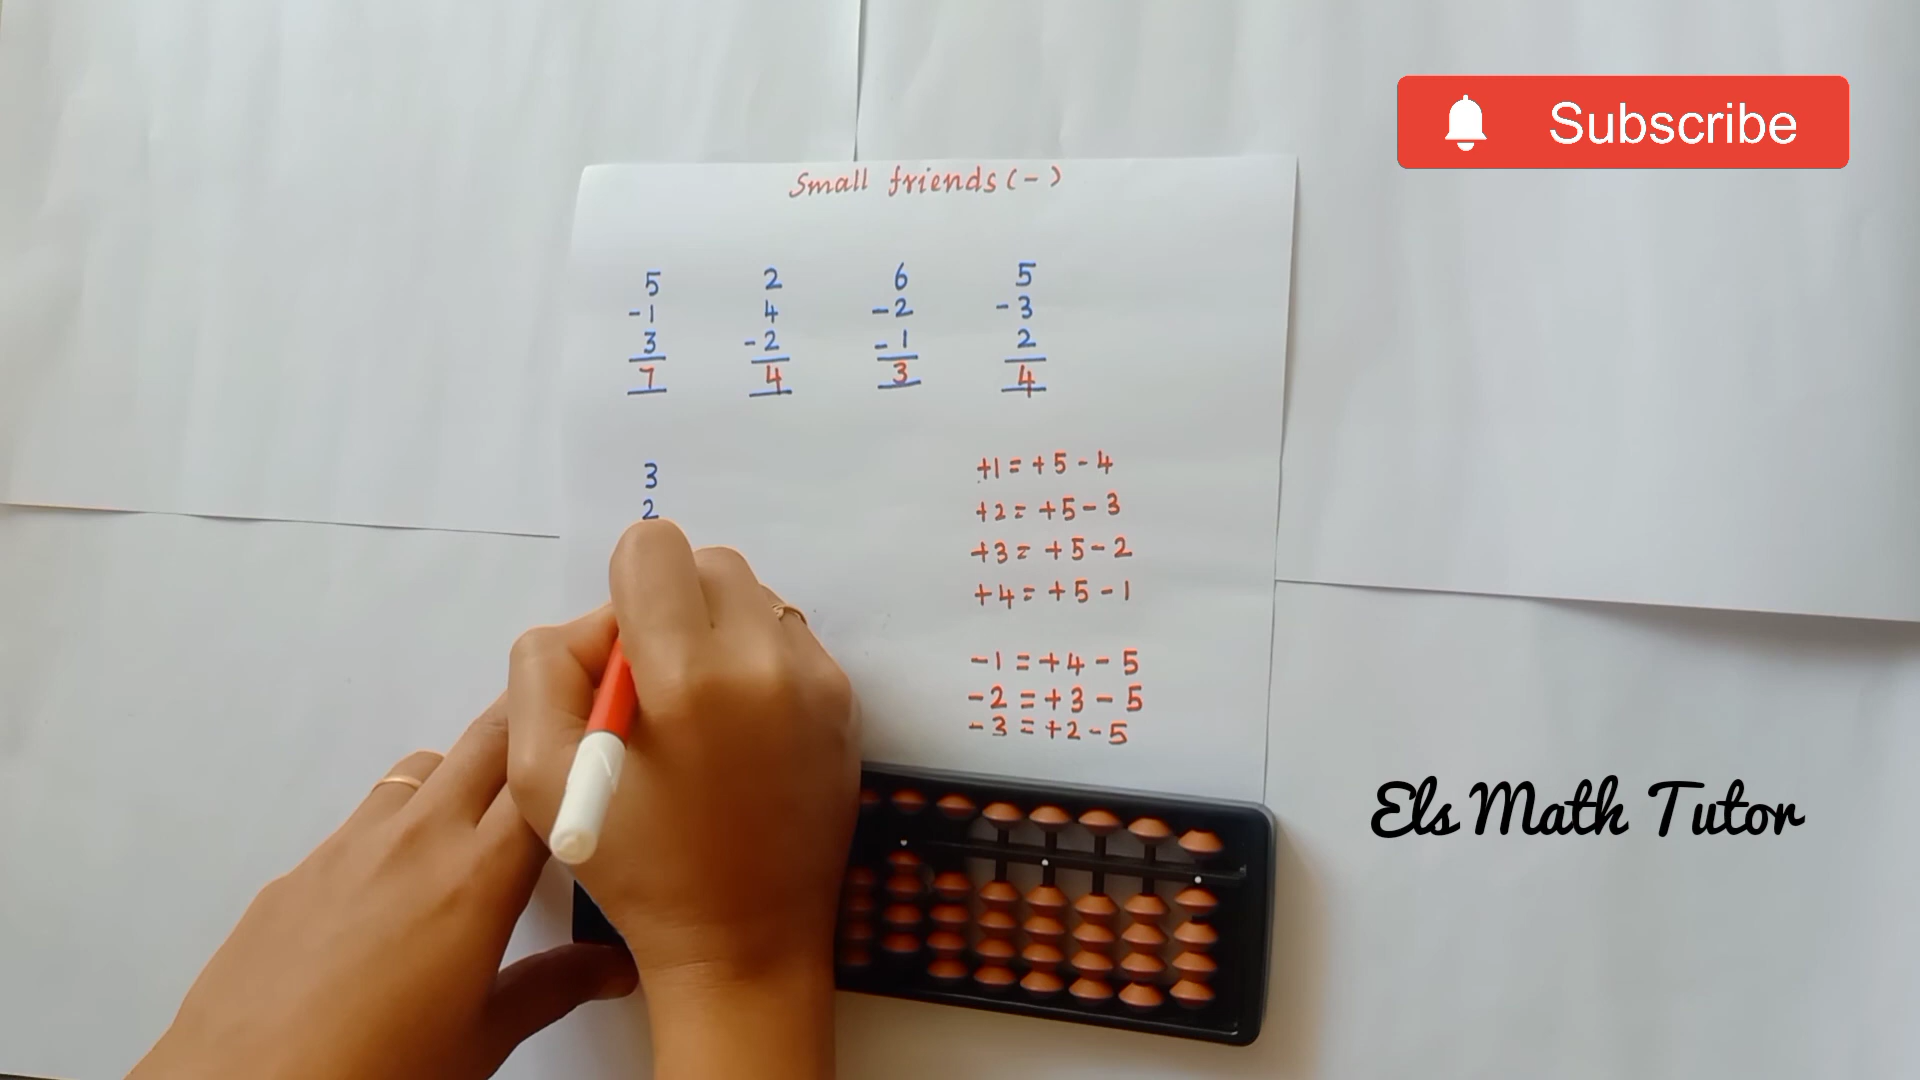 Subscribe
Small friends (-)
5 2 6 5
-1 4 -2 -3
3 -2 -1 2
7 4 3 4
3
2
+1 = +5 - 4
+2 = +5 - 3
+3 = +5 - 2
+4 = +5 - 1
-1 = +4 - 5
-2 = +3 - 5
-3 = +2 - 5
Els Math Tutor